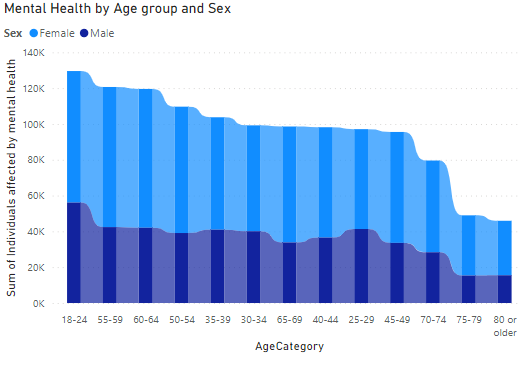 Mental Health by Age group and Sex
Sex Female Male
140K
120K
100K
80K
60K
40K
20K
0K
Sum of Individuals affected by mental health
18-24 55-59 60-64 50-54 35-39 30-34 65-69 40-44 25-29 45-49 70-74 75-79 80 or
older
AgeCategory